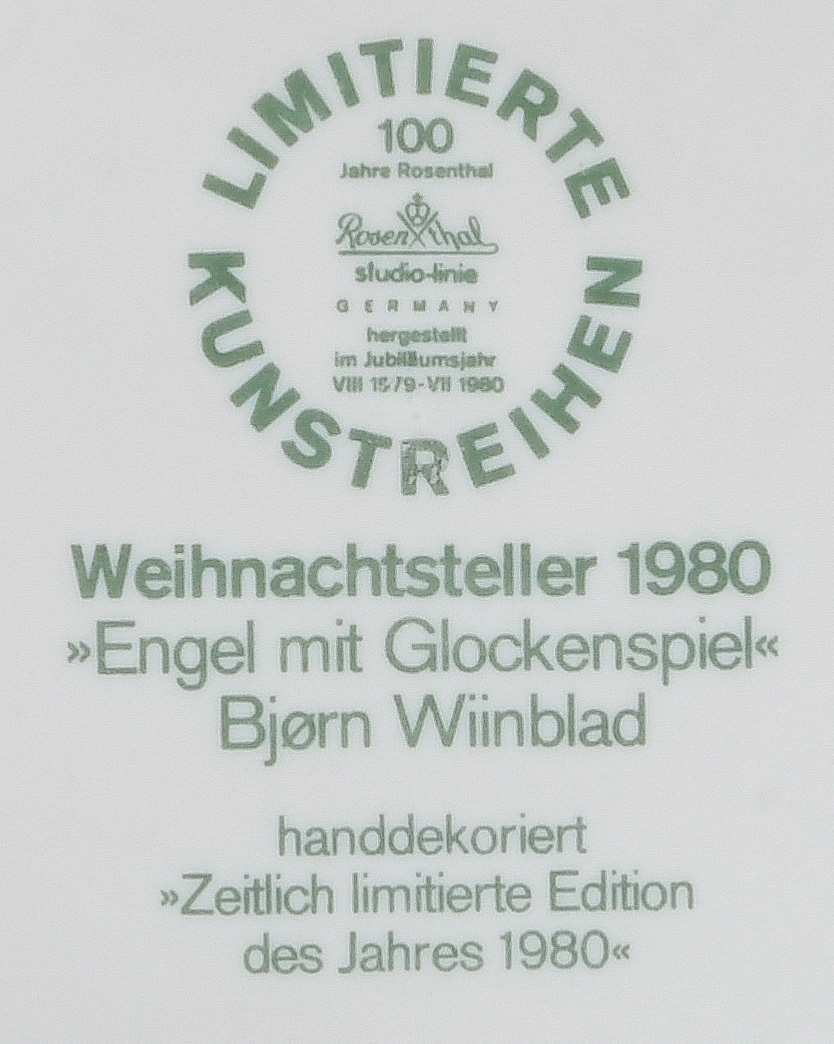 LIMITIERTE
100
Jahre Rosenthal
Rosenthal
studio-linie
GERMANY
hergestellt
im Jubiläumsjahr
VIII 1979-VII 1980
KUNSTREIHEN
Weihnachtsteller 1980
»Engel mit Glockenspiel«
Bjørn Wiinblad
handdekoriert
»Zeitlich limitierte Edition
des Jahres 1980«